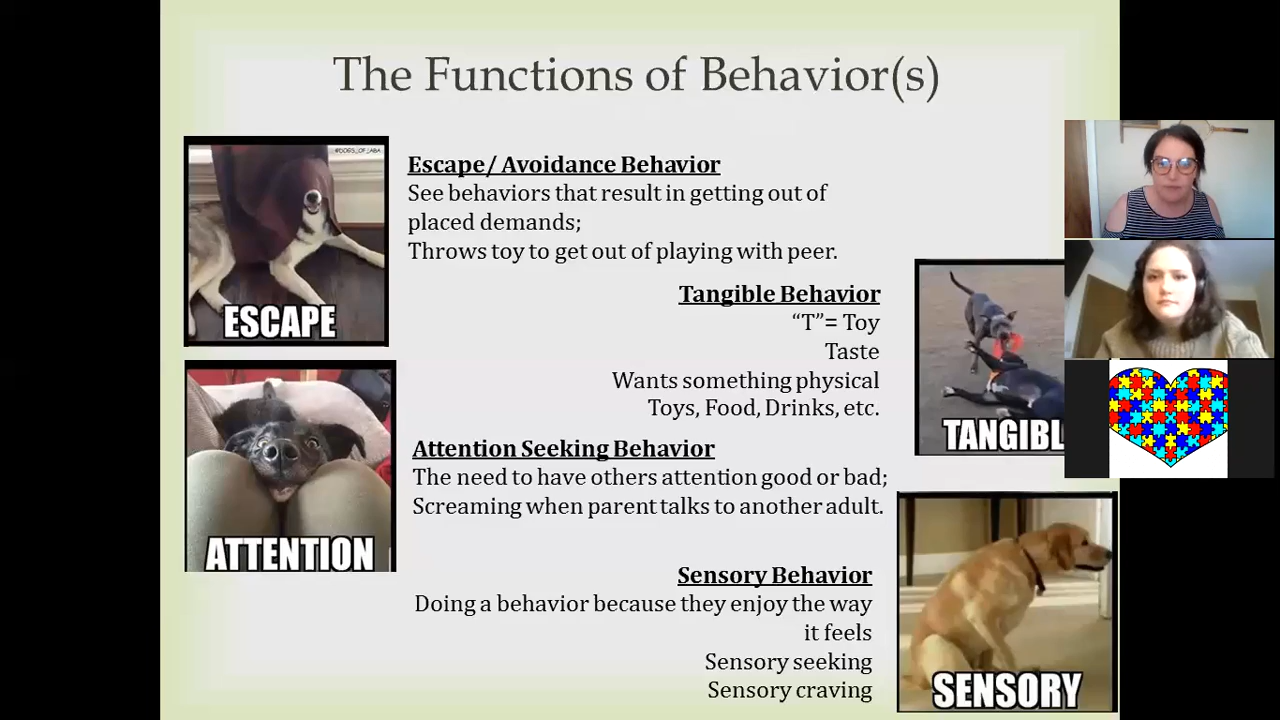 The Functions of Behavior(s)
@DOGS_OF_ABA
ESCAPE
Escape/ Avoidance Behavior
See behaviors that result in getting out of
placed demands;
Throws toy to get out of playing with peer.
Tangible Behavior
“T”= Toy
Taste
Wants something physical
Toys, Food, Drinks, etc.
TANGIBL
ATTENTION
Attention Seeking Behavior
The need to have others attention good or bad;
Screaming when parent talks to another adult.
Sensory Behavior
Doing a behavior because they enjoy the way
it feels
Sensory seeking
Sensory craving
SENSORY